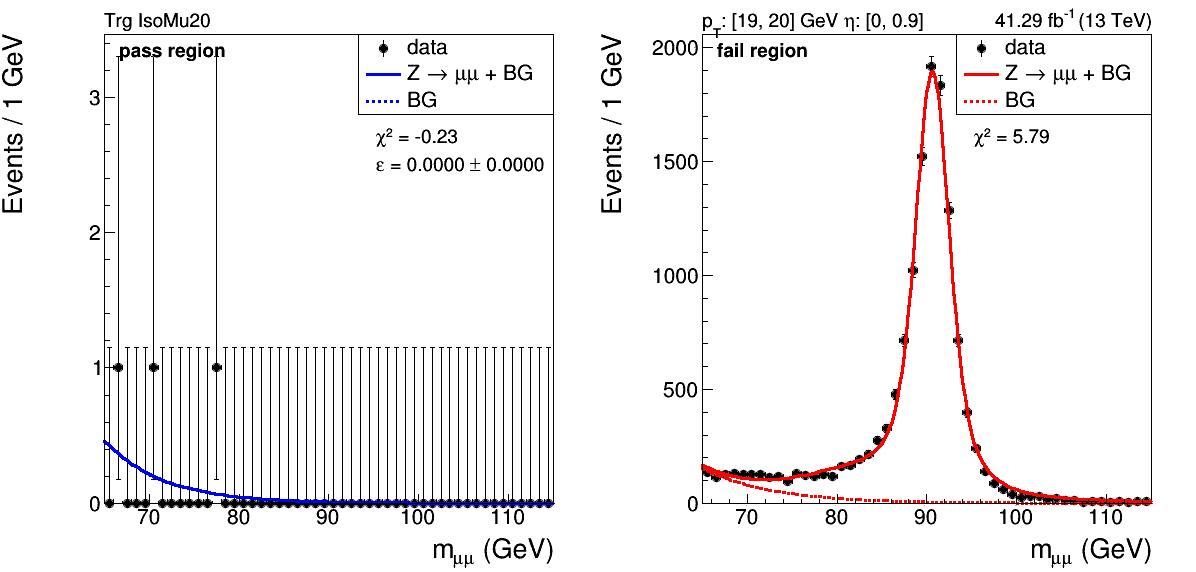 Trg IsoMu20
pass region
data
Z → μμ + BG
BG
χ² = -0.23
ε = 0.0000 ± 0.0000
Events / 1 GeV
3
2
1
0
70 80 90 100 110
mμμ (GeV)
pT: [19, 20] GeV η: [0, 0.9] 41.29 fb⁻¹ (13 TeV)
fail region
data
Z → μμ + BG
BG
χ² = 5.79
Events / 1 GeV
2000
1500
1000
500
0
70 80 90 100 110
mμμ (GeV)